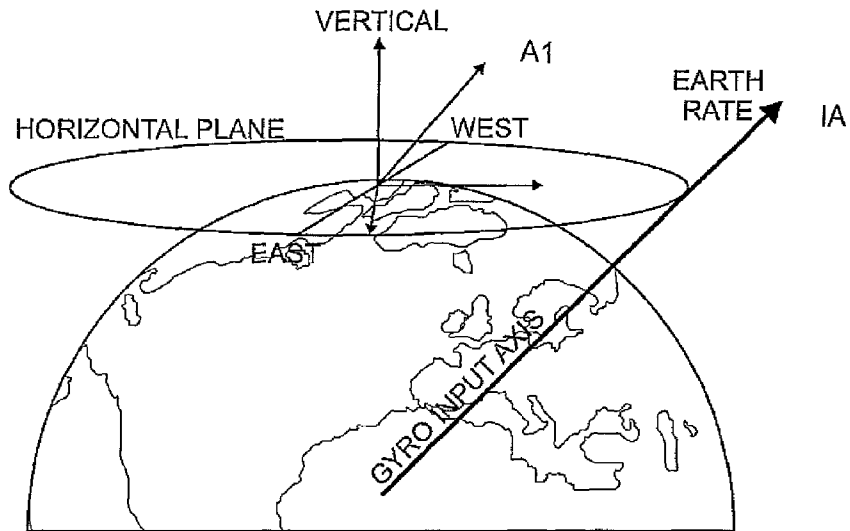 VERTICAL
A1
EARTH
RATE
IA
HORIZONTAL PLANE
WEST
EAST
GYRO INPUT AXIS